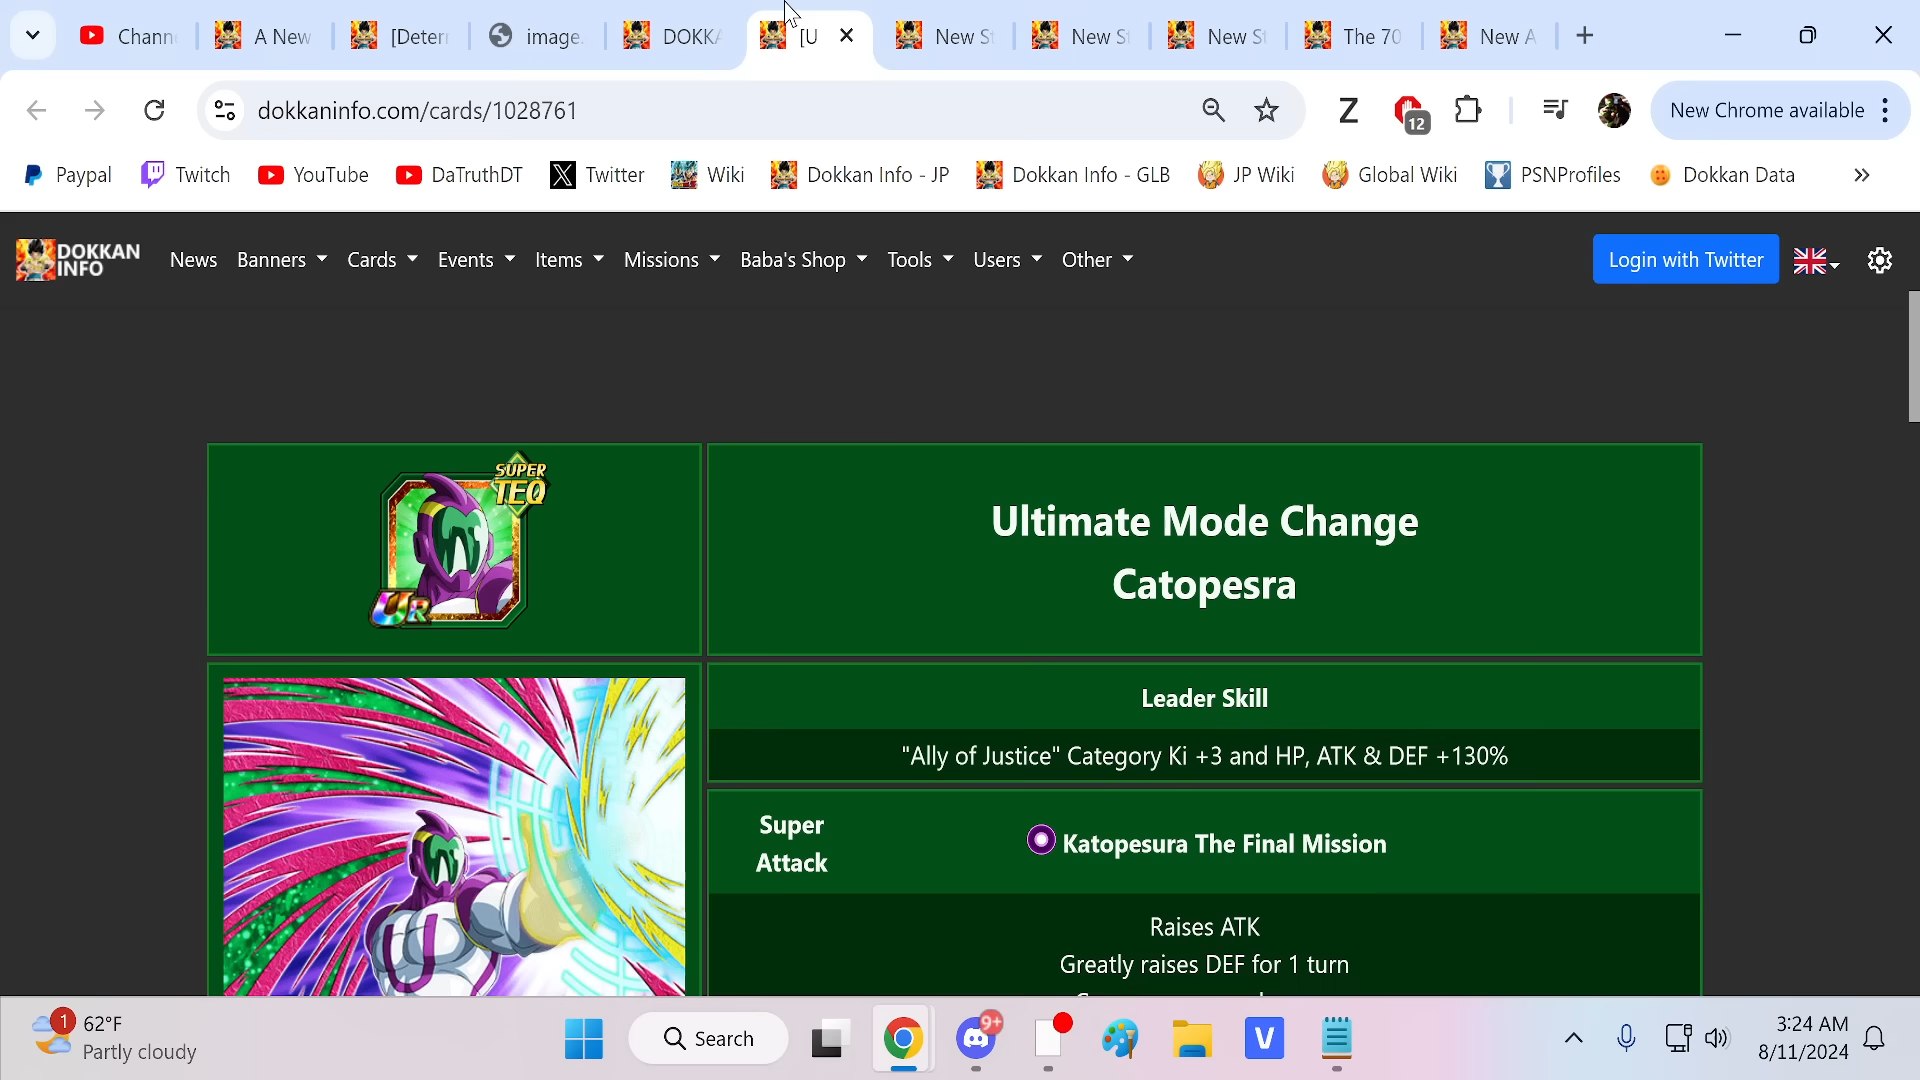 Chann
A New
[Deter
image.
DOKKA
[U
New St
New St
New St
The 70
New A
dokkaninfo.com/cards/1028761
Z
12
New Chrome available
Paypal
Twitch
YouTube
DaTruthDT
Twitter
Wiki
Dokkan Info - JP
Dokkan Info - GLB
JP Wiki
Global Wiki
PSNProfiles
Dokkan Data
»
DOKKAN
INFO
News
Banners
Cards
Events
Items
Missions
Baba's Shop
Tools
Users
Other
Login with Twitter
SUPER
TEQ
UR
Ultimate Mode Change
Catopesra
Leader Skill
"Ally of Justice" Category Ki +3 and HP, ATK & DEF +130%
Super
Attack
Katopesura The Final Mission
Raises ATK
Greatly raises DEF for 1 turn
1
62°F
Partly cloudy
Search
9+
V
3:24 AM
8/11/2024